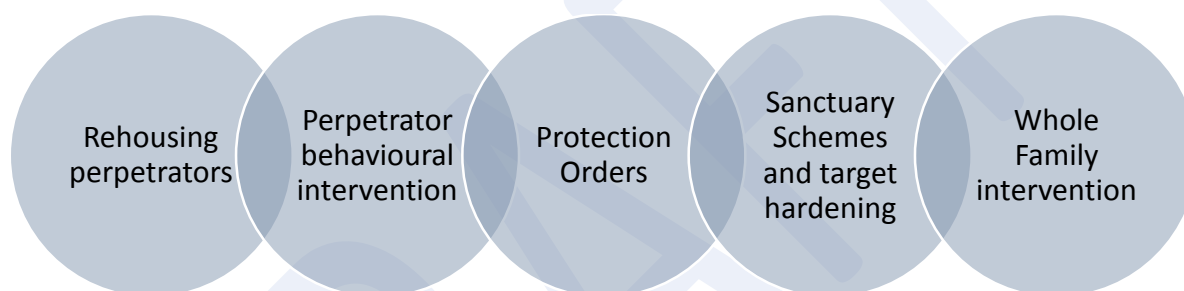 Rehousing
perpetrators
Perpetrator
behavioural
intervention
Protection
Orders
Sanctuary
Schemes
and target
hardening
Whole
Family
intervention